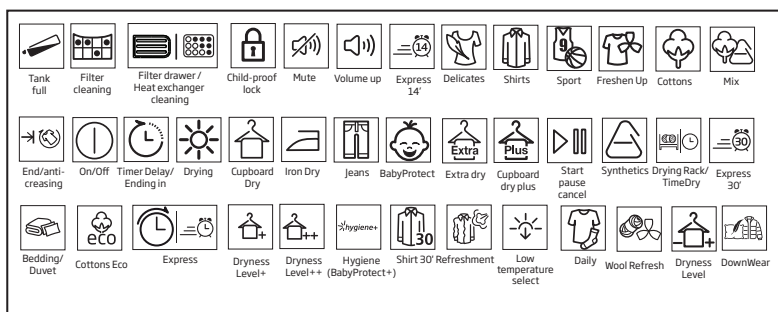 14
9
Tank
full
Filter
cleaning
Filter drawer /
Heat exchanger
cleaning
Child-proof
lock
Mute
Volume up
Express
14'
Delicates
Shirts
Sport
Freshen Up
Cottons
Mix
Extra
Plus
30
End/anti-
creasing
On/Off
Timer Delay/
Ending in
Drying
Cupboard
Dry
Iron Dry
Jeans
BabyProtect
Extra dry
Cupboard
dry plus
Start
pause
cancel
Synthetics
Drying Rack/
TimeDry
Express
30'
eco
+
++
hygiene+
30
- +
Bedding/
Duvet
Cottons Eco
Express
Dryness
Level+
Dryness
Level++
Hygiene
(BabyProtect+)
Shirt 30'
Refreshment
Low
temperature
select
Daily
Wool Refresh
Dryness
Level
DownWear